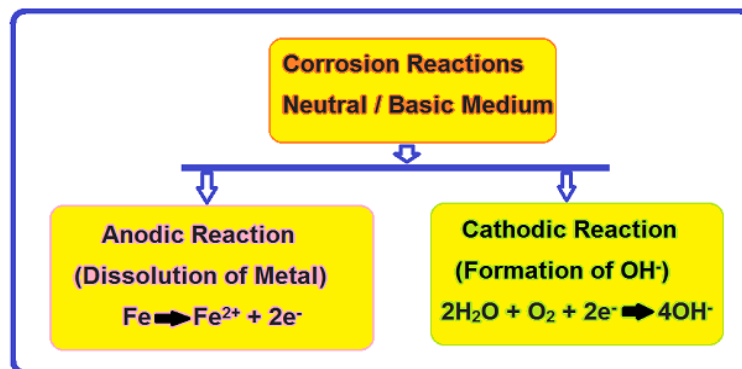 Corrosion Reactions
Neutral / Basic Medium
Anodic Reaction
(Dissolution of Metal)
Fe➡Fe²⁺ + 2e⁻
Cathodic Reaction
(Formation of OH⁻)
2H₂O + O₂ + 2e⁻➡4OH⁻